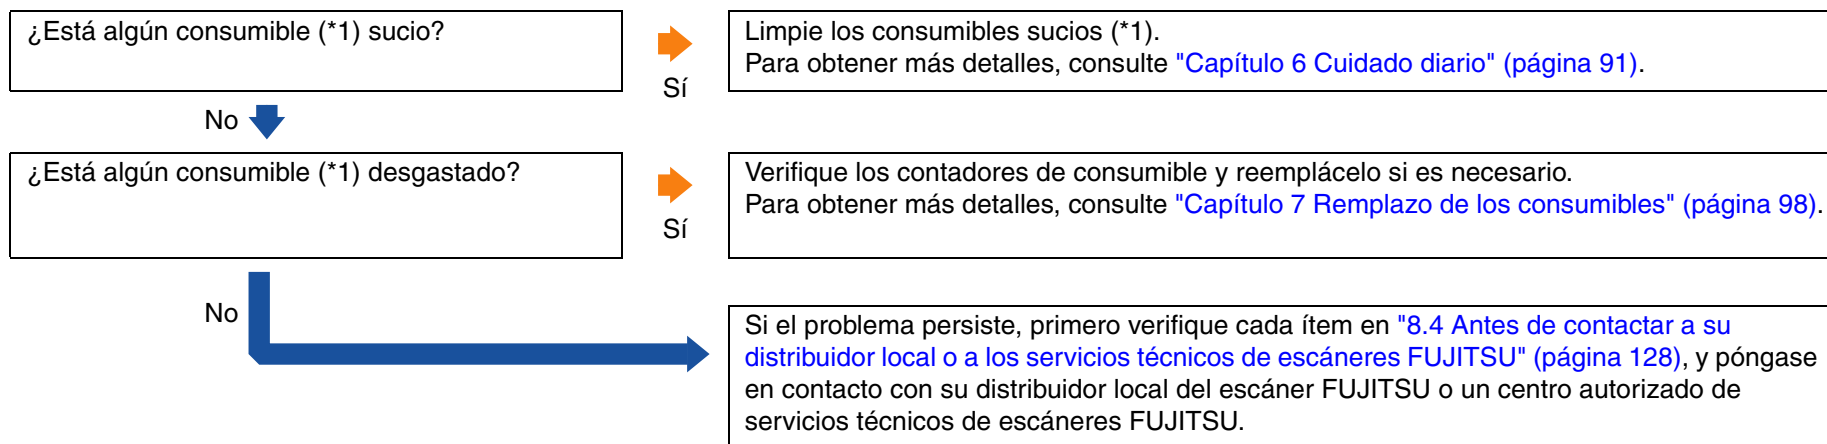 ¿Está algún consumible (*1) sucio?
Sí
Limpie los consumibles sucios (*1).
Para obtener más detalles, consulte "Capítulo 6 Cuidado diario" (página 91).
No
¿Está algún consumible (*1) desgastado?
Sí
Verifique los contadores de consumible y reemplácelo si es necesario.
Para obtener más detalles, consulte "Capítulo 7 Remplazo de los consumibles" (página 98).
No
Si el problema persiste, primero verifique cada ítem en "8.4 Antes de contactar a su
distribuidor local o a los servicios técnicos de escáneres FUJITSU" (página 128), y póngase
en contacto con su distribuidor local del escáner FUJITSU o un centro autorizado de
servicios técnicos de escáneres FUJITSU.